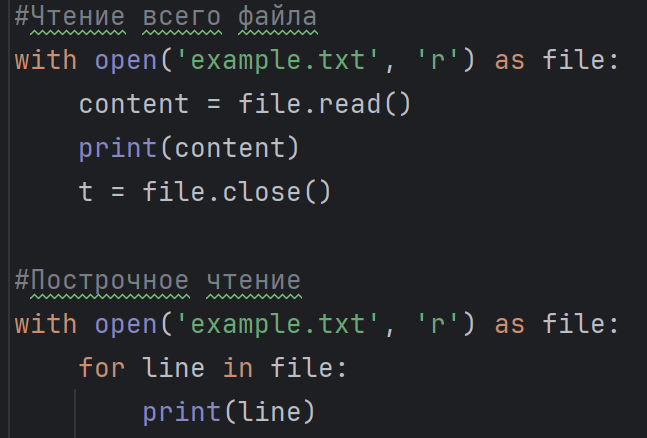 #Чтение всего файла
with open('example.txt', 'r') as file:
    content = file.read()
    print(content)
    t = file.close()

#Построчное чтение
with open('example.txt', 'r') as file:
    for line in file:
        print(line)